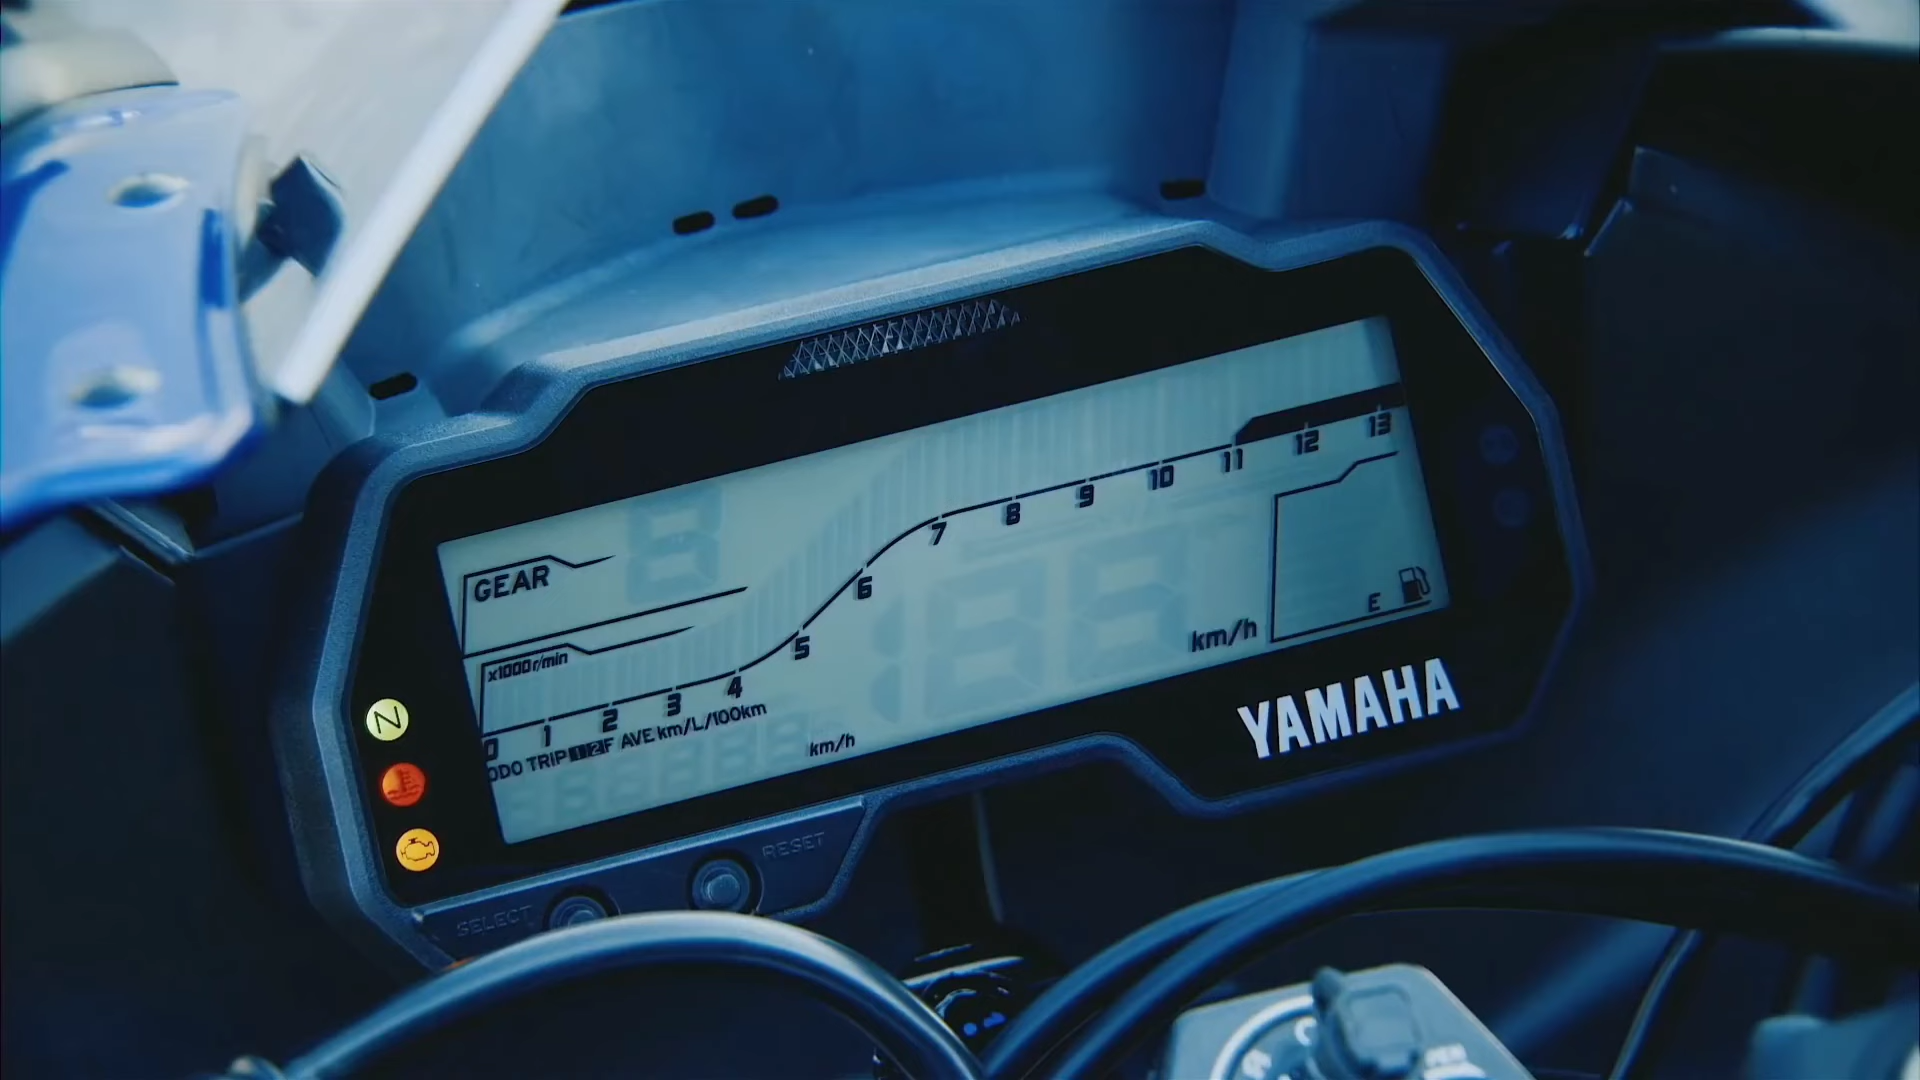 GEAR
x1000 r/min
0 1 2 3 4 5 6 7 8 9 10 11 12 13
ODO TRIP 1 2 F AVE km/L/100km
km/h
km/h
E
N
YAMAHA
SELECT
RESET